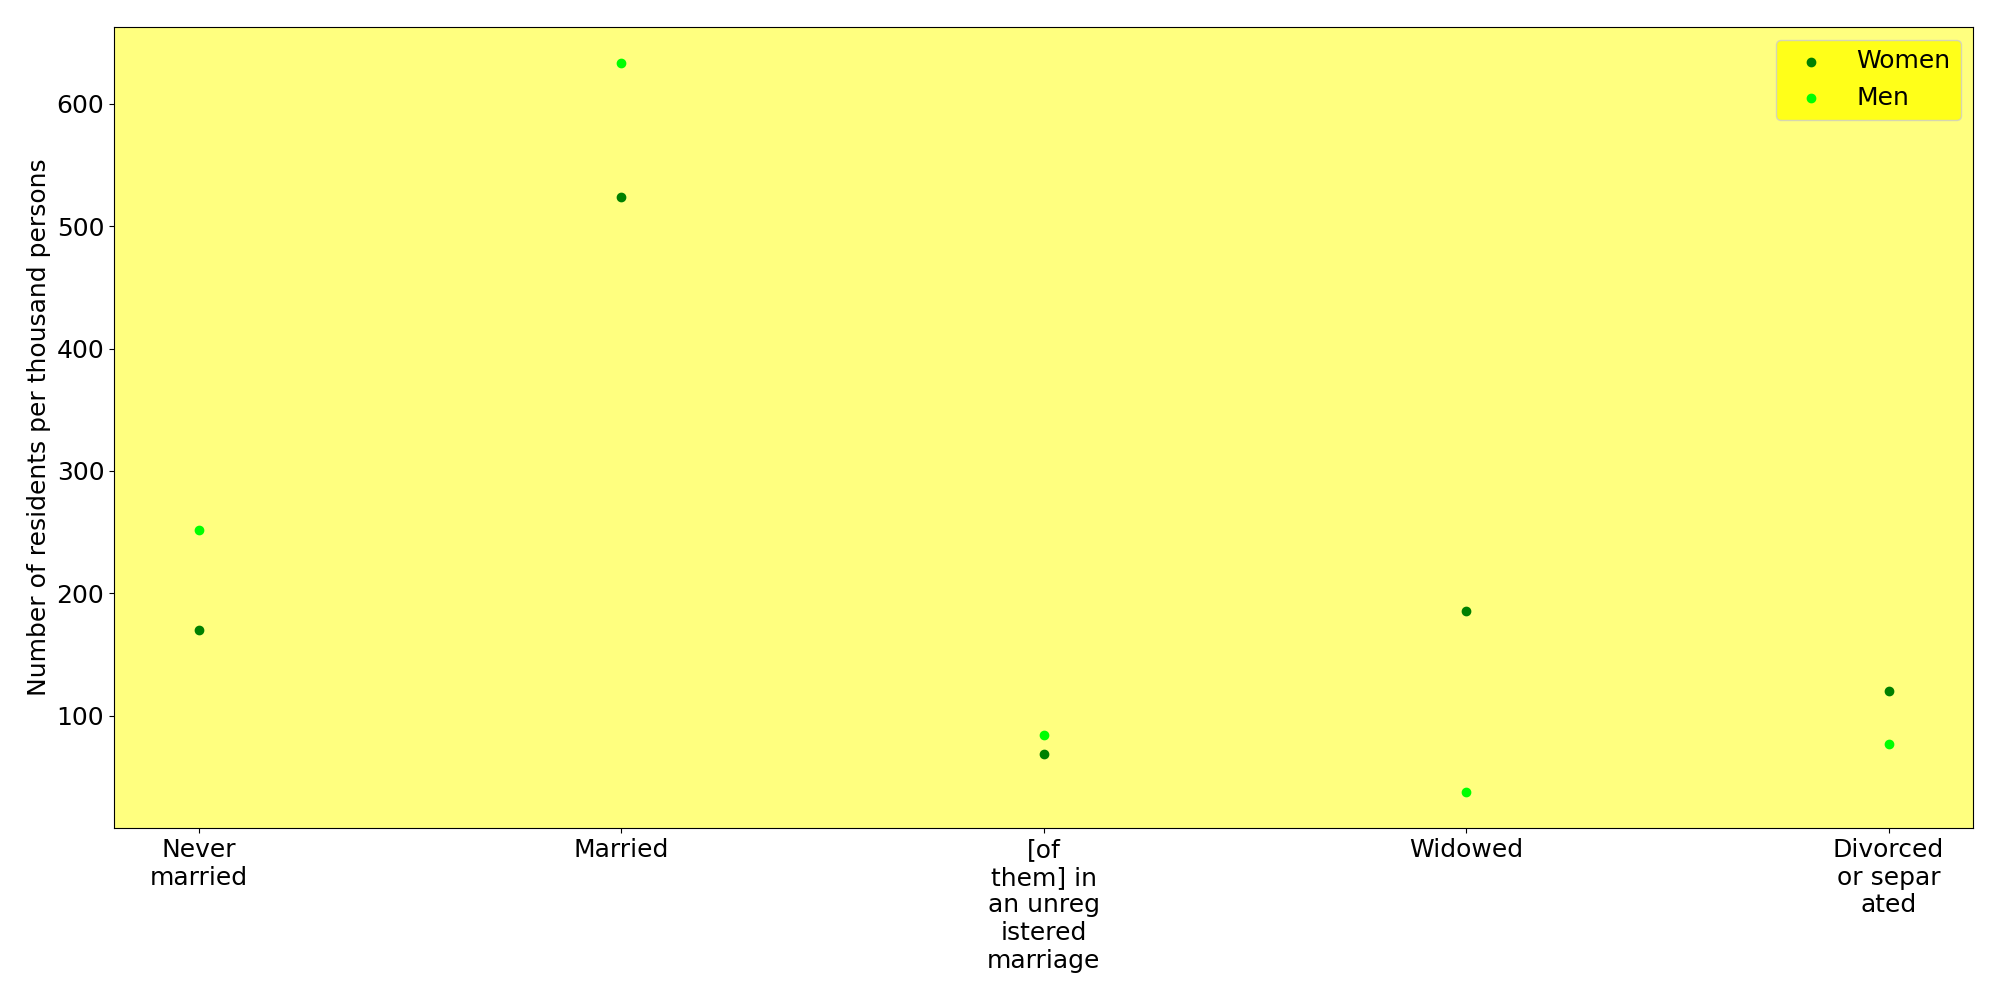 Women
Men
Number of residents per thousand persons
600
500
400
300
200
100
Never
married
Married
[of
them] in
an unreg
istered
marriage
Widowed
Divorced
or separ
ated